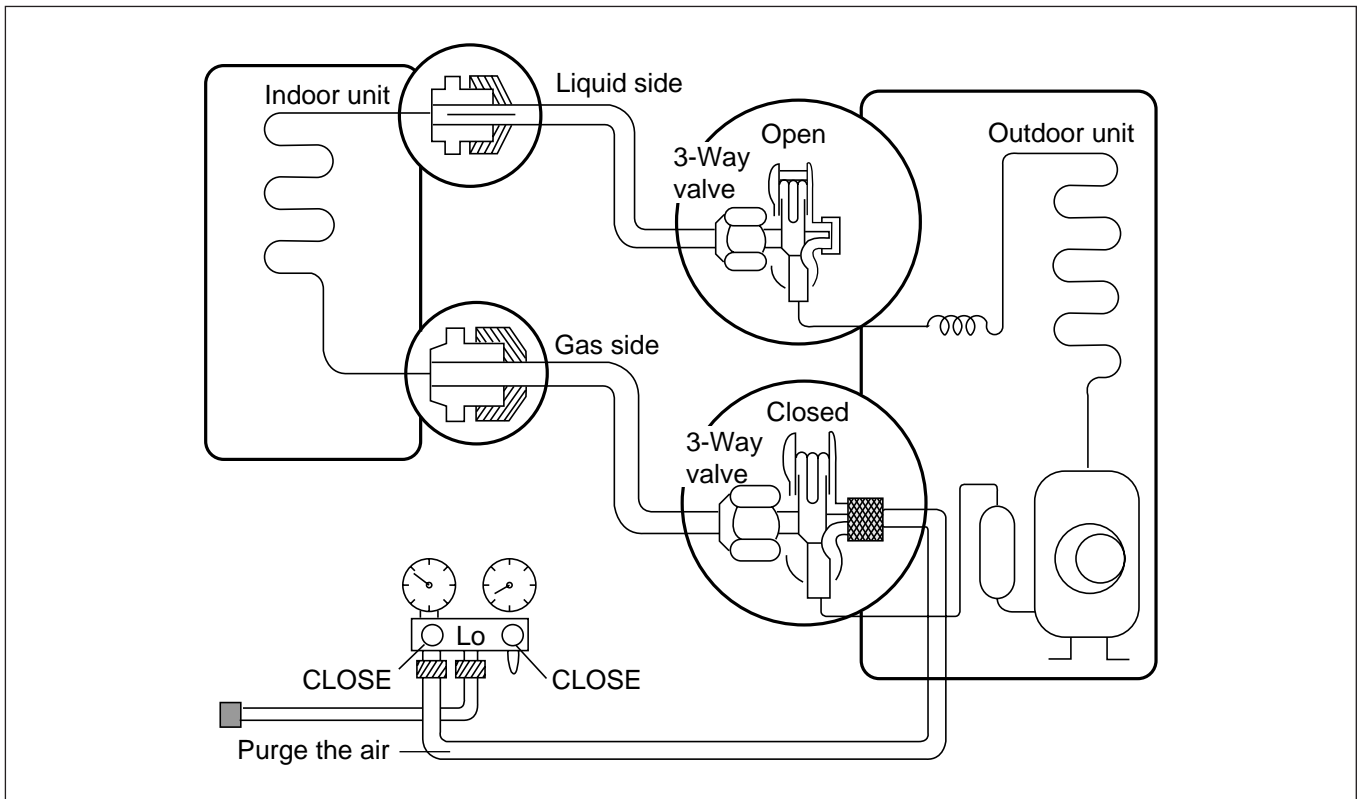 Indoor unit
Liquid side
Open
3-Way
valve
Outdoor unit
Gas side
Closed
3-Way
valve
Lo
CLOSE
CLOSE
Purge the air